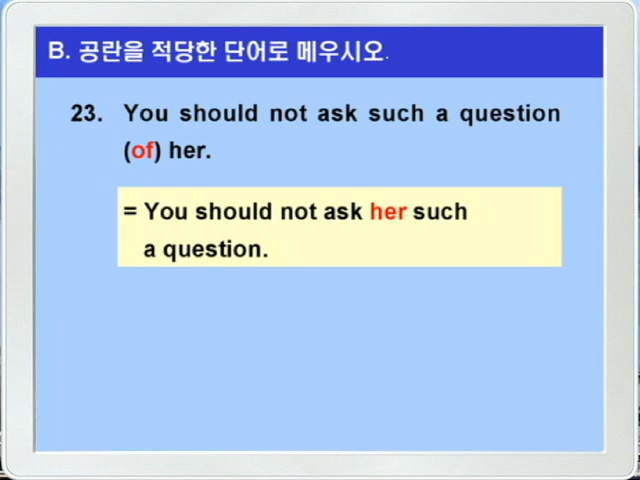 B. 공란을 적당한 단어로 메우시오.
23. You should not ask such a question
(of) her.
= You should not ask her such
a question.